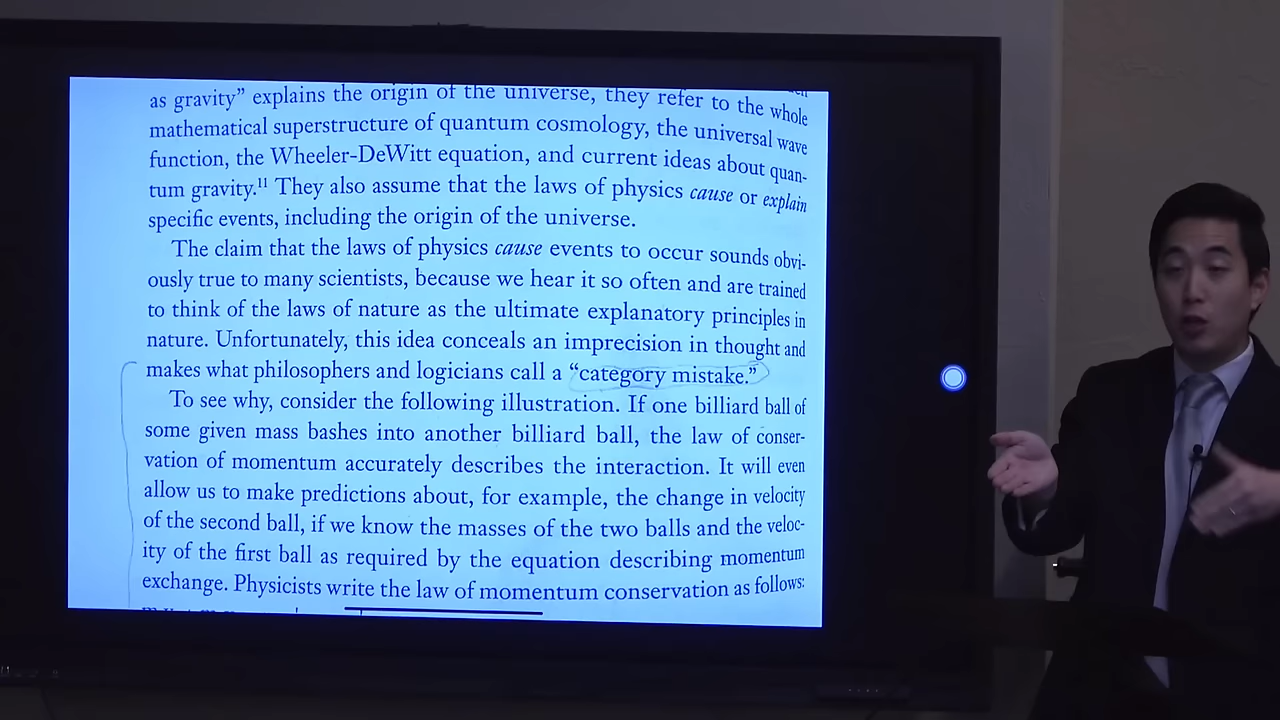 as gravity” explains the origin of the universe, they refer to the whole
mathematical superstructure of quantum cosmology, the universal wave
function, the Wheeler-DeWitt equation, and current ideas about quan-
tum gravity.¹¹ They also assume that the laws of physics cause or explain
specific events, including the origin of the universe.
The claim that the laws of physics cause events to occur sounds obvi-
ously true to many scientists, because we hear it so often and are trained
to think of the laws of nature as the ultimate explanatory principles in
nature. Unfortunately, this idea conceals an imprecision in thought and
makes what philosophers and logicians call a “category mistake.”
To see why, consider the following illustration. If one billiard ball of
some given mass bashes into another billiard ball, the law of conser-
vation of momentum accurately describes the interaction. It will even
allow us to make predictions about, for example, the change in velocity
of the second ball, if we know the masses of the two balls and the veloc-
ity of the first ball as required by the equation describing momentum
exchange. Physicists write the law of momentum conservation as follows: